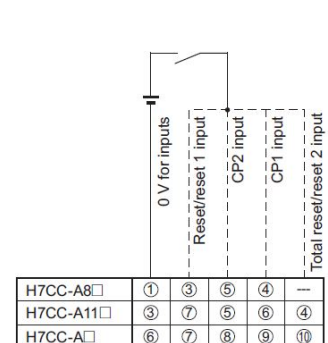 0 V for inputs
Reset/reset 1 input
CP2 input
CP1 input
Total reset/reset 2 input
H7CC-A8□ ① ③ ⑤ ④ ---
H7CC-A11□ ③ ⑦ ⑤ ⑥ ④
H7CC-A□ ⑥ ⑦ ⑧ ⑨ ⑩